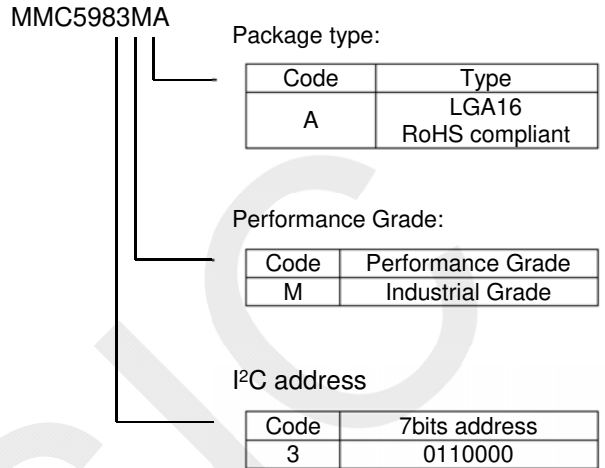 MMC5983MA
Package type:
Code Type
A LGA16
RoHS compliant
Performance Grade:
Code Performance Grade
M Industrial Grade
I²C address
Code 7bits address
3 0110000